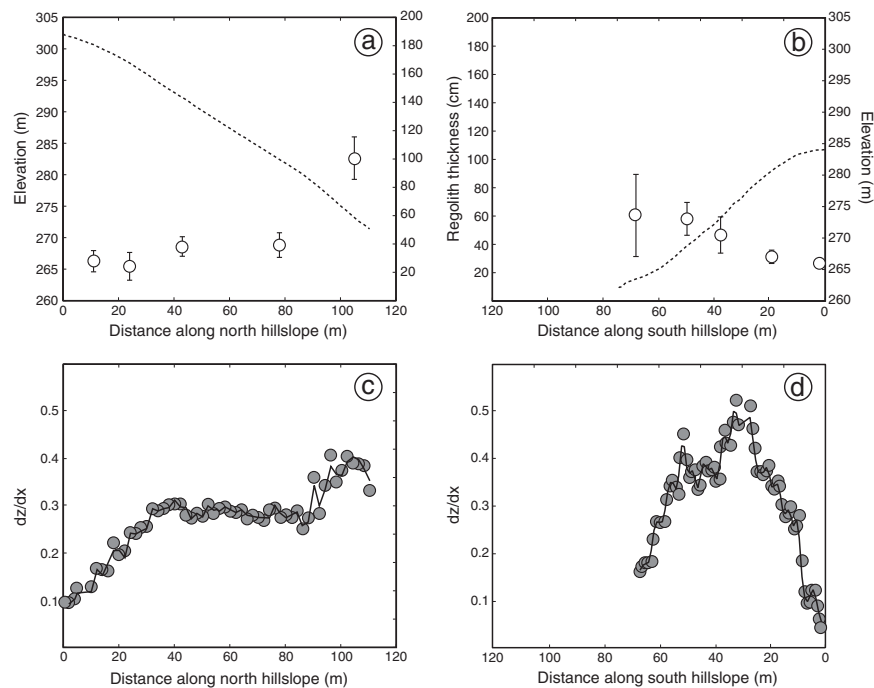 a
Elevation (m)
305
300
295
290
285
280
275
270
265
260
200
180
160
140
120
100
80
60
40
20
0 20 40 60 80 100 120
Distance along north hillslope (m)
b
Regolith thickness (cm)
200
180
160
140
120
100
80
60
40
20
305
300
295
290
285
280
275
270
265
260
Elevation (m)
120 100 80 60 40 20 0
Distance along south hillslope (m)
c
dz/dx
0.5
0.4
0.3
0.2
0.1
0 20 40 60 80 100 120
Distance along north hillslope (m)
d
dz/dx
0.5
0.4
0.3
0.2
0.1
120 100 80 60 40 20 0
Distance along south hillslope (m)